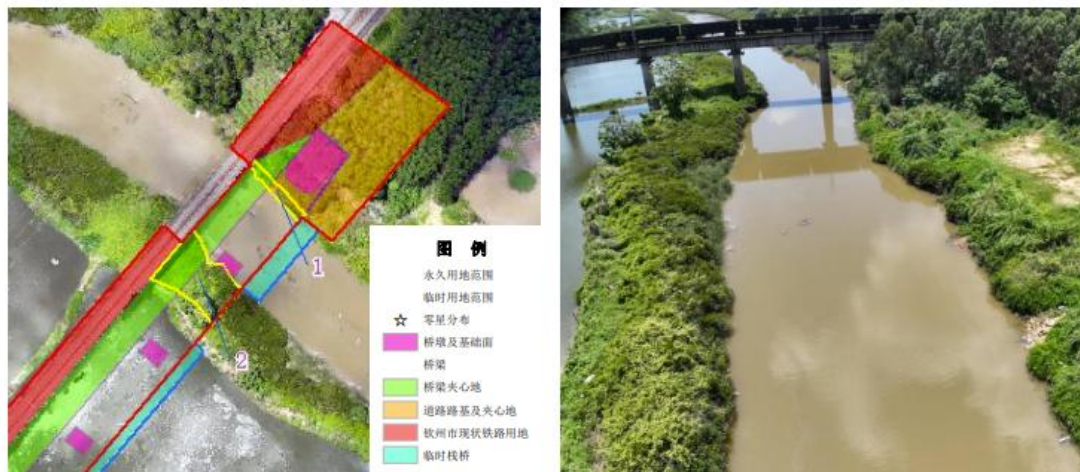 1
2
图 例
永久用地范围
临时用地范围
零星分布
桥墩及基础面
桥梁
桥梁夹心地
道路路基及夹心地
钦州市现状铁路用地
临时栈桥